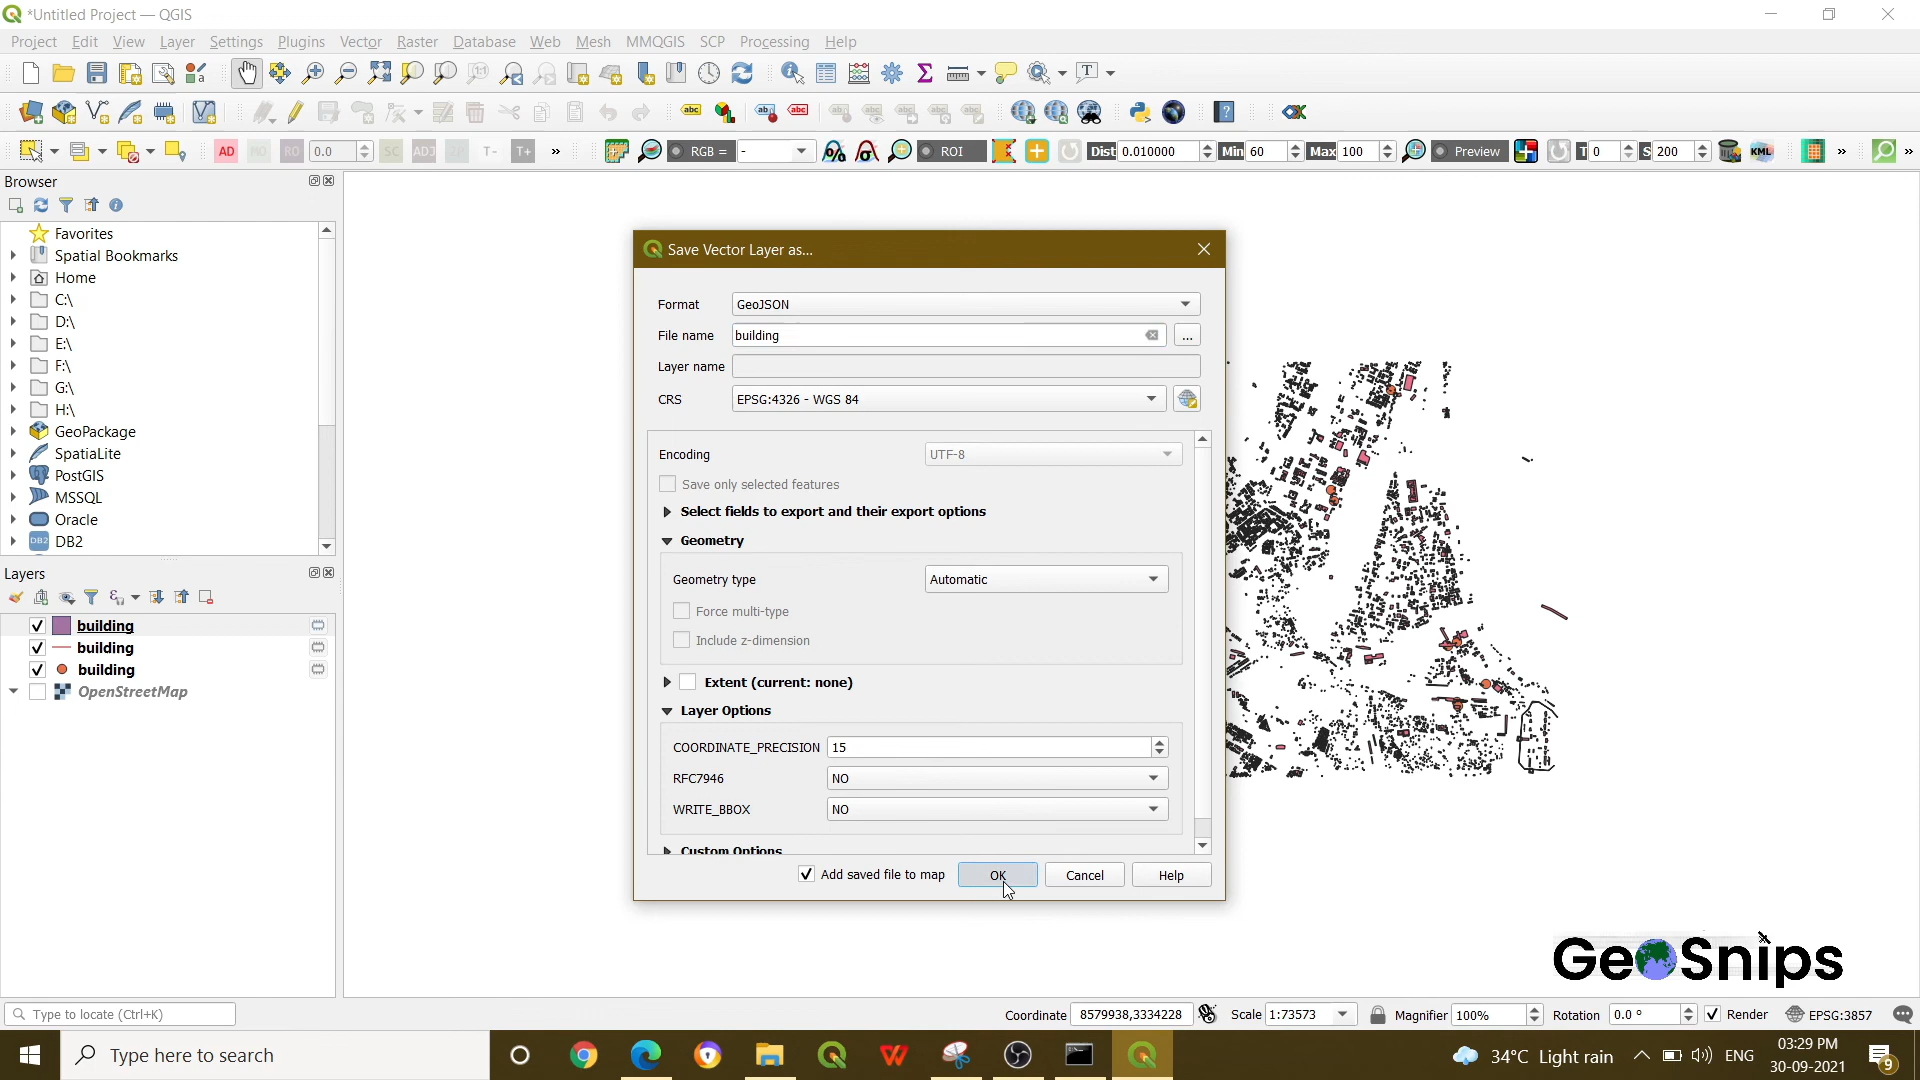 *Untitled Project — QGIS
Project Edit View Layer Settings Plugins Vector Raster Database Web Mesh MMQGIS SCP Processing Help
0.0 RGB = - ROI Dist 0.010000 Min 60 Max 100 Preview T 0 S 200 KML
Browser
Favorites
Spatial Bookmarks
Home
C:\
D:\
E:\
F:\
G:\
H:\
GeoPackage
SpatiaLite
PostGIS
MSSQL
Oracle
DB2
Layers
building
building
building
OpenStreetMap
Save Vector Layer as...
Format GeoJSON
File name building ...
Layer name
CRS EPSG:4326 - WGS 84
Encoding UTF-8
Save only selected features
Select fields to export and their export options
Geometry
Geometry type Automatic
Force multi-type
Include z-dimension
Extent (current: none)
Layer Options
COORDINATE_PRECISION 15
RFC7946 NO
WRITE_BBOX NO
Custom Options
Add saved file to map OK Cancel Help
GeoSnips
Type to locate (Ctrl+K) Coordinate 8579938,3334228 Scale 1:73573 Magnifier 100% Rotation 0.0 ° Render EPSG:3857
Type here to search 34°C Light rain ENG 03:29 PM
30-09-2021 9